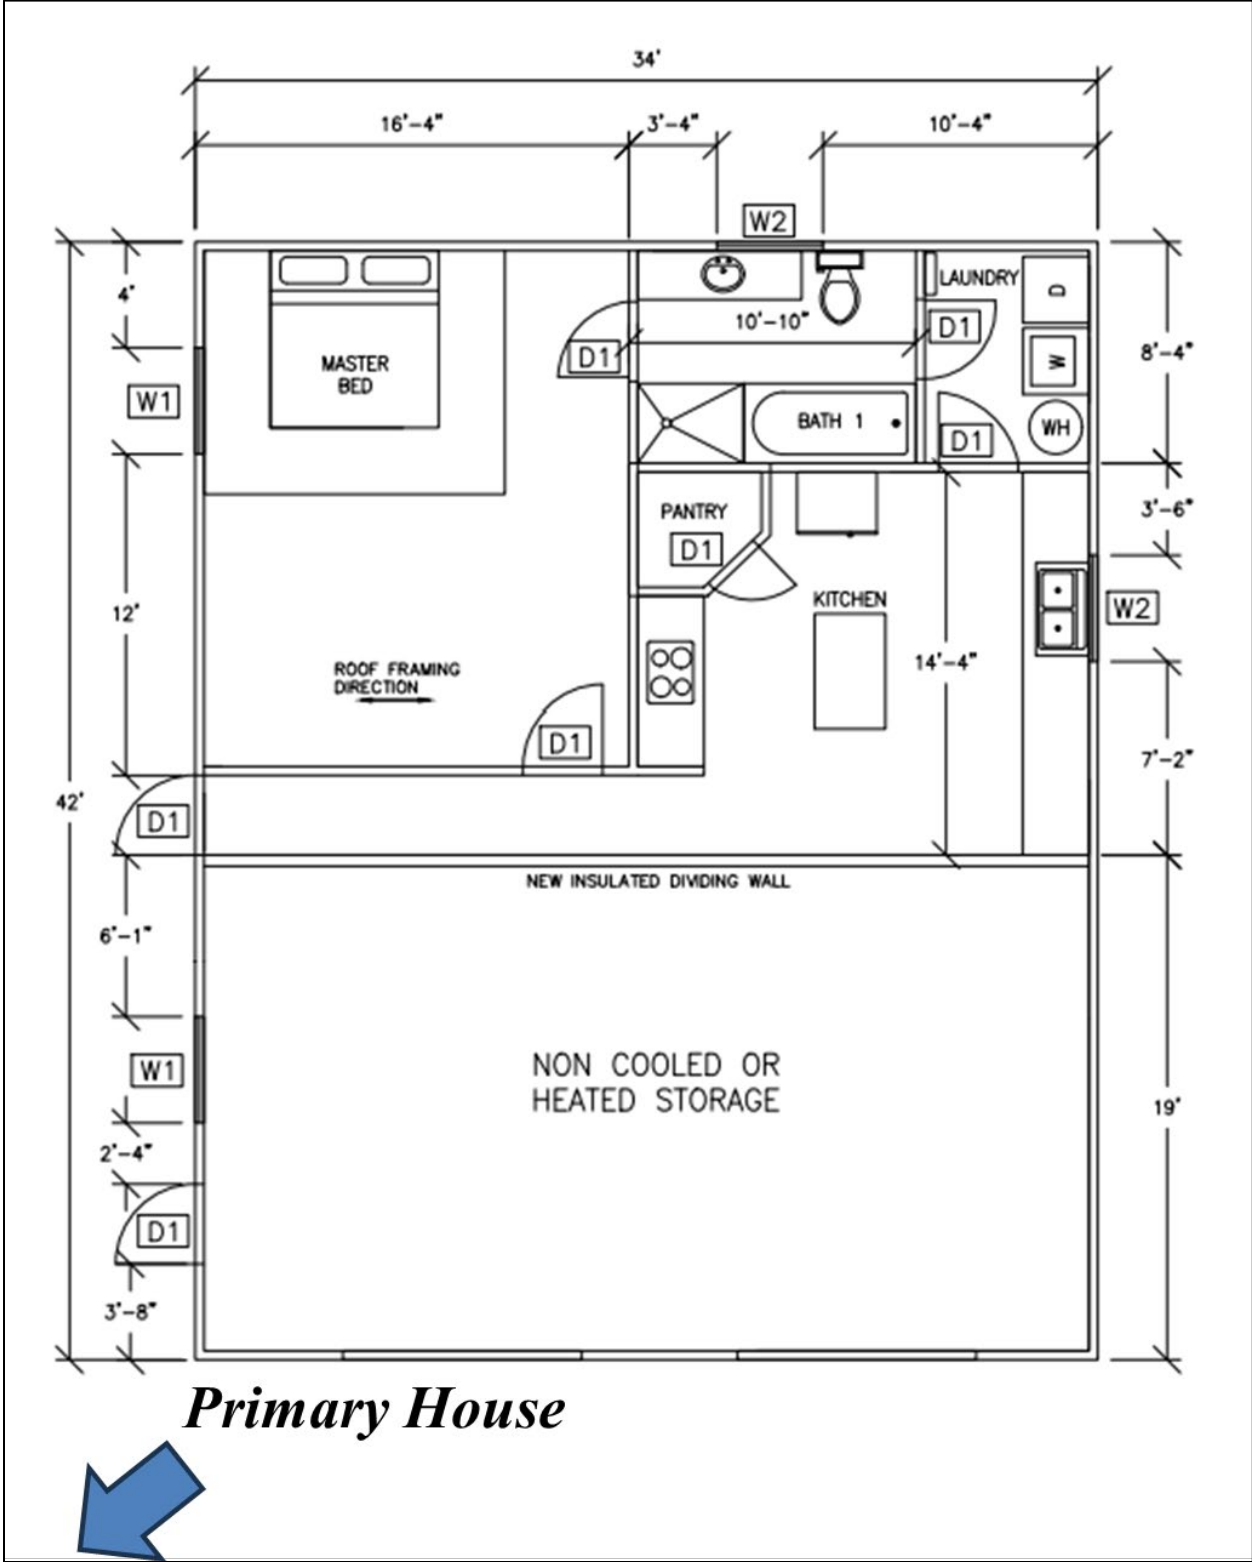 34'
16'-4"
3'-4"
10'-4"
W2
4'
LAUNDRY
D
10'-10"
D1
D1
8'-4"
MASTER
BED
W
W1
BATH 1
WH
D1
PANTRY
3'-6"
D1
KITCHEN
W2
12'
14'-4"
ROOF FRAMING
DIRECTION
D1
7'-2"
42'
D1
NEW INSULATED DIVIDING WALL
6'-1"
NON COOLED OR
HEATED STORAGE
W1
19'
2'-4"
D1
3'-8"
Primary House